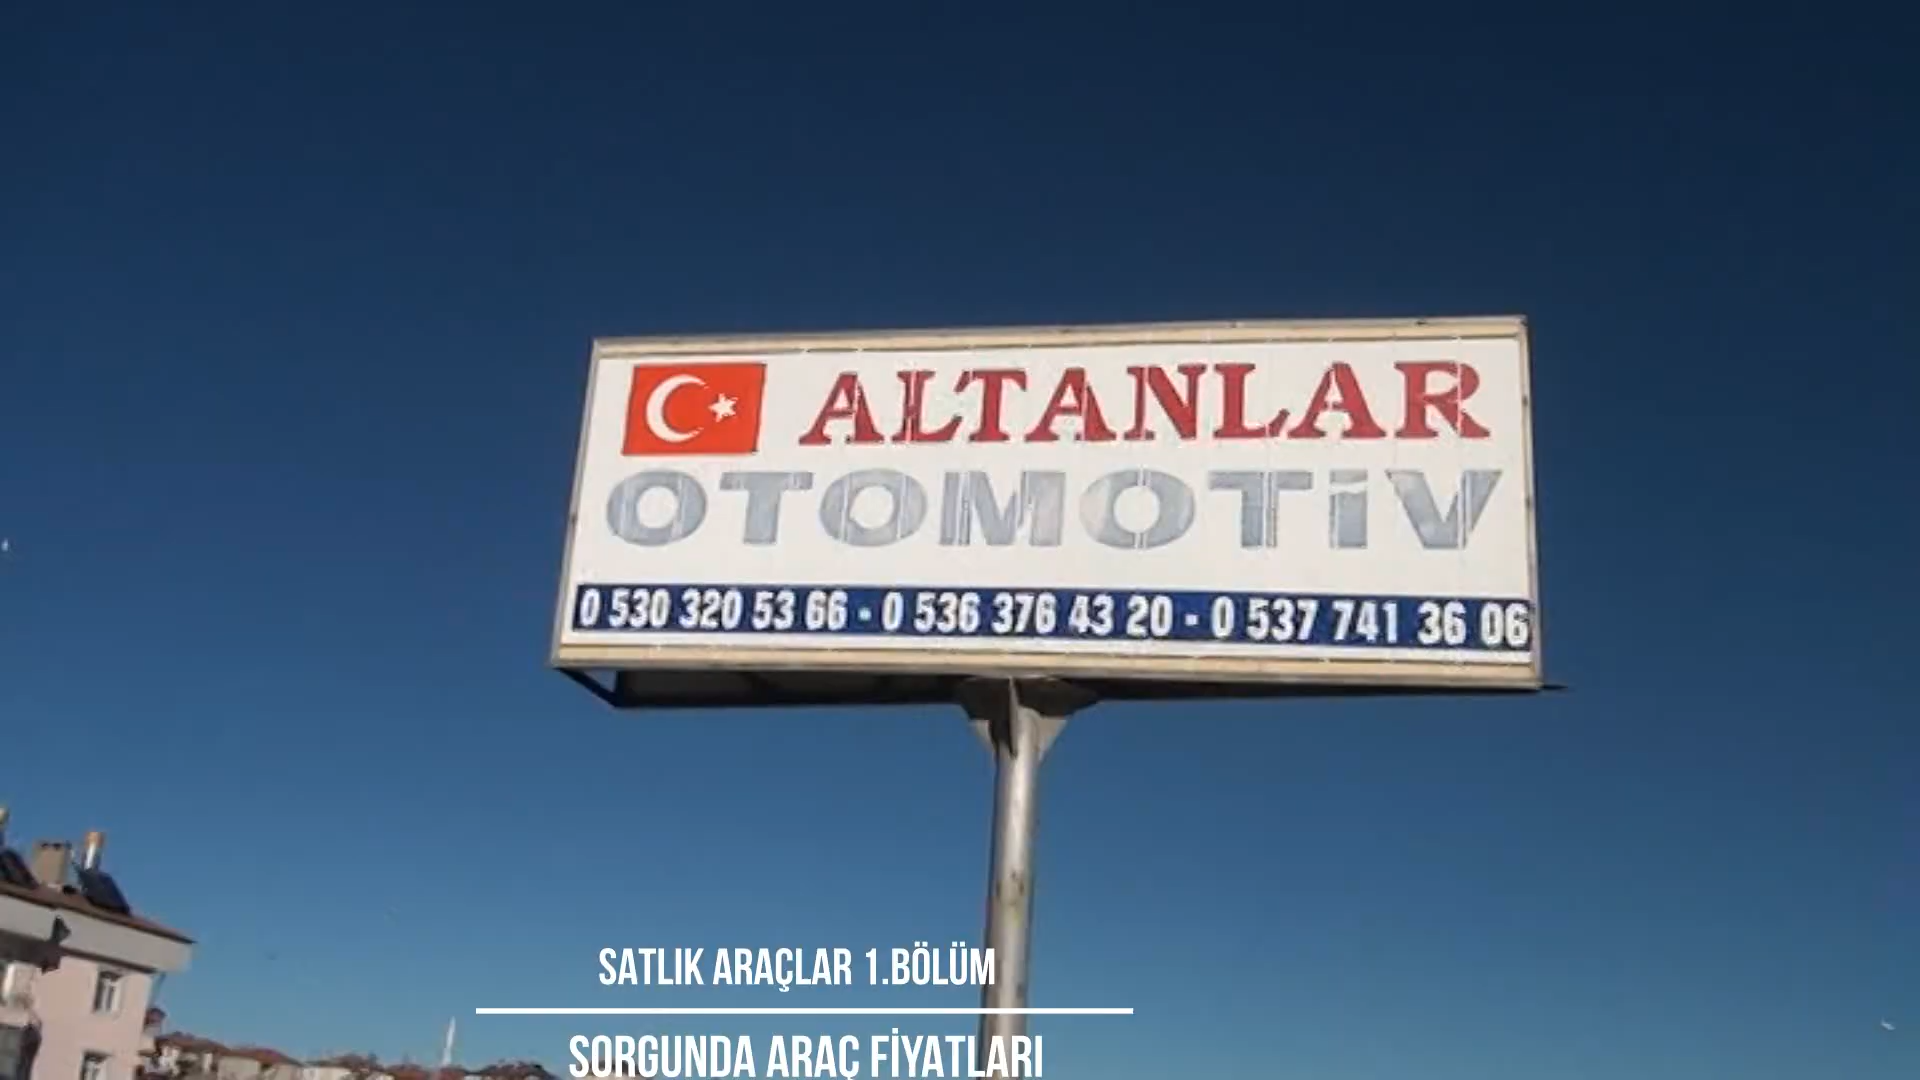 ALTANLAR
OTOMOTİV
0 530 320 53 66 - 0 536 376 43 20 - 0 537 741 36 06
SATLIK ARAÇLAR 1.BÖLÜM
SORGUNDA ARAÇ FİYATLARI